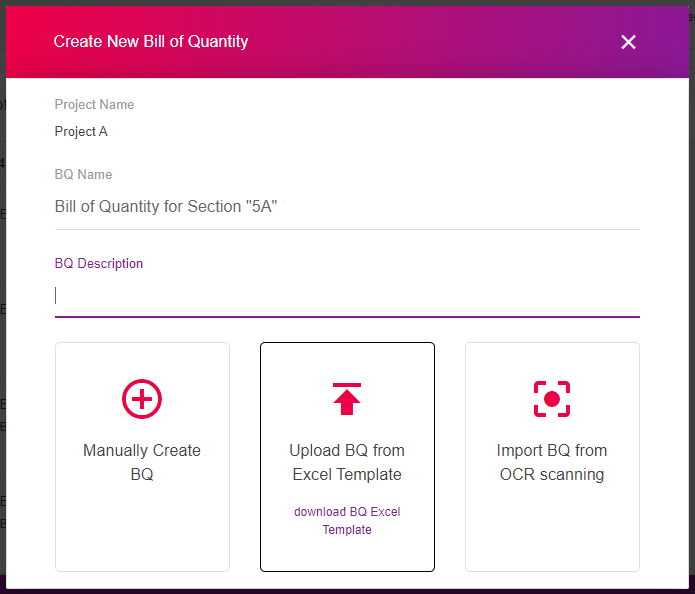 Create New Bill of Quantity
Project Name
Project A
BQ Name
Bill of Quantity for Section "5A"
BQ Description
Manually Create
BQ
Upload BQ from
Excel Template
download BQ Excel
Template
Import BQ from
OCR scanning